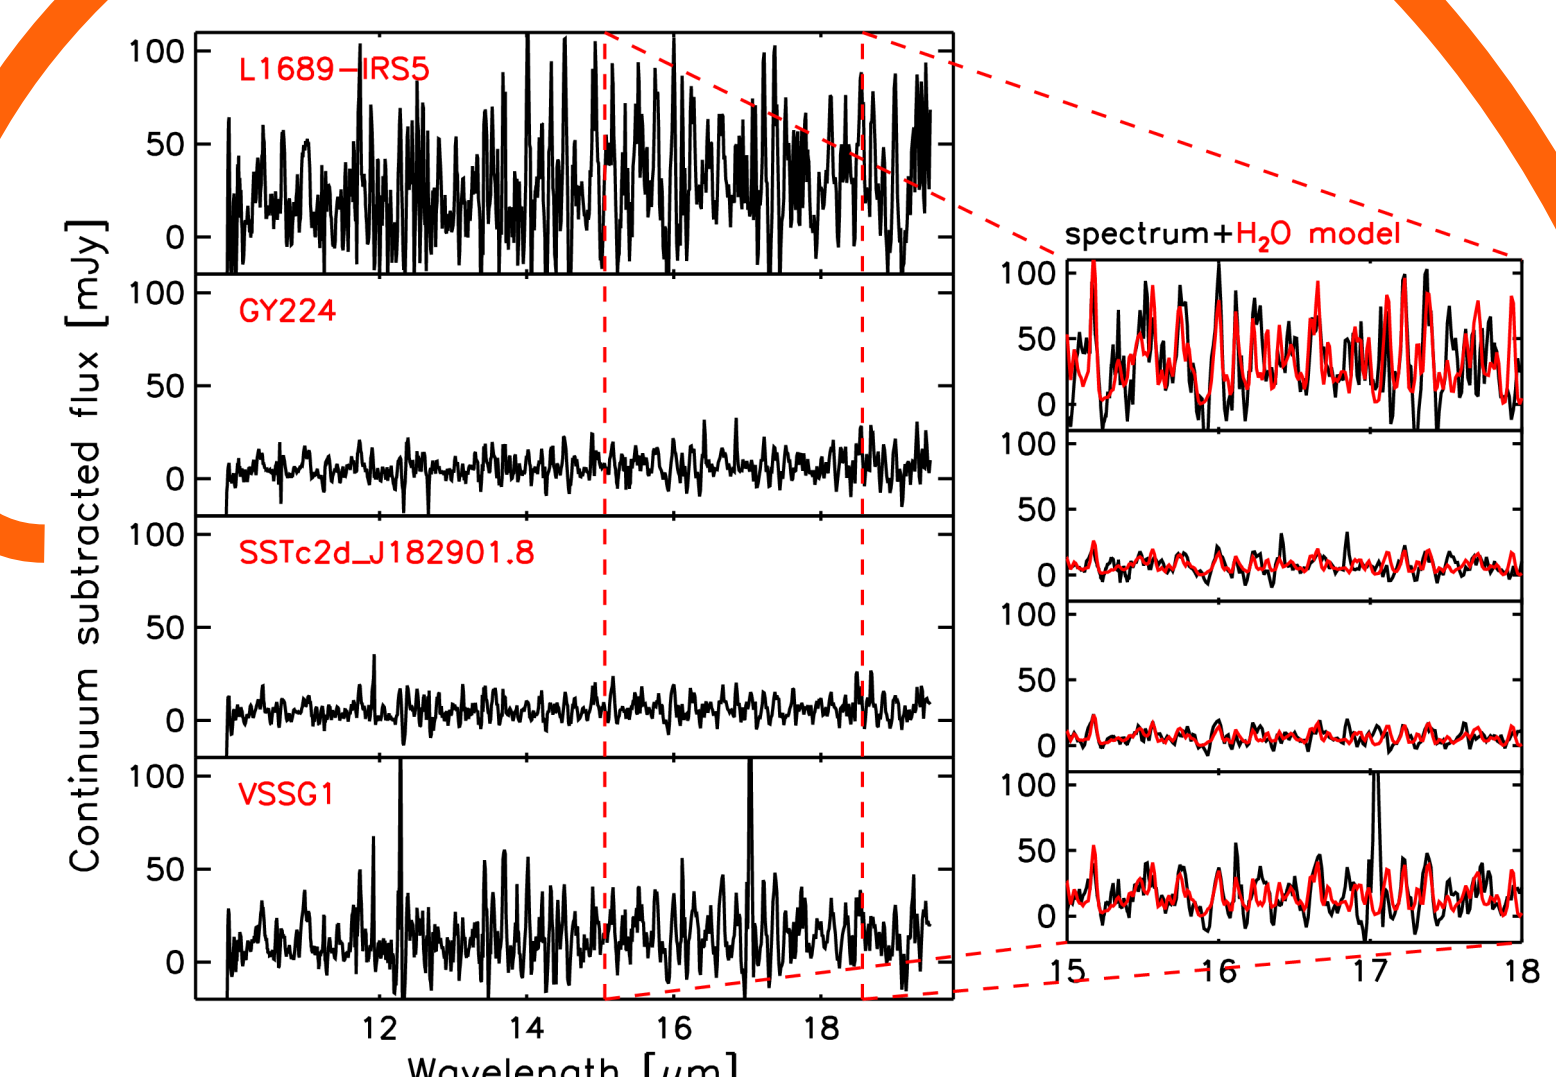 Continuum subtracted flux [mJy]
100
50
0
L1689-IRS5
100
50
0
GY224
100
50
0
SSTc2d_J182901.8
100
50
0
VSSG1
12 14 16 18
Wavelength [μm]
spectrum+H₂O model
100
50
0
100
50
0
100
50
0
100
50
0
15 16 17 18